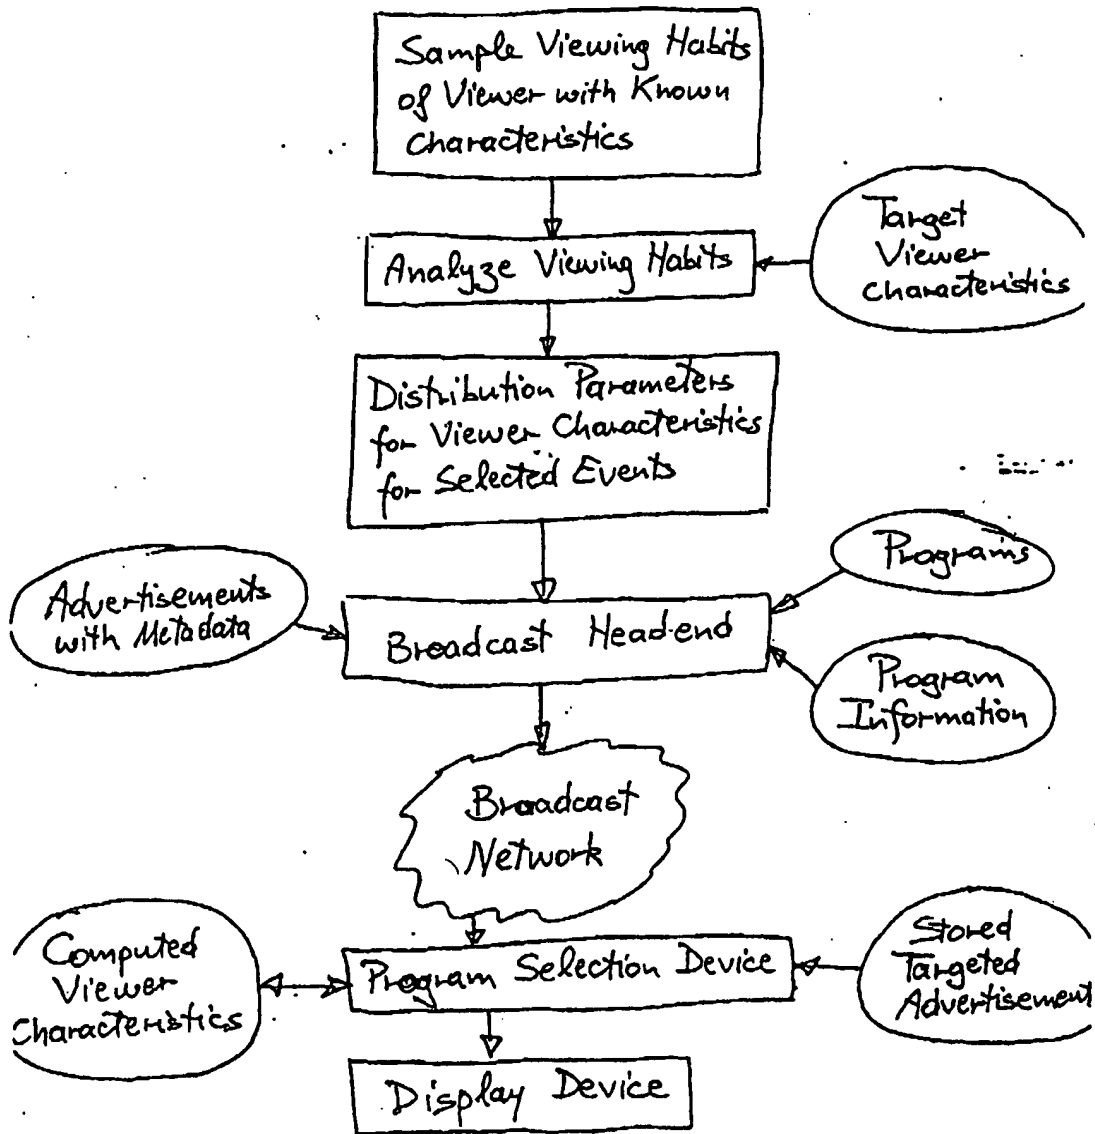 Sample Viewing Habits
of Viewer with Known
Characteristics
Target
Viewer
Characteristics
Analyze Viewing Habits
Distribution Parameters
for Viewer Characteristics
for Selected Events
Programs
Advertisements
with Metadata
Broadcast Head-end
Program
Information
Broadcast
Network
Computed
Viewer
Characteristics
Program Selection Device
Stored
Targeted
Advertisement
Display Device